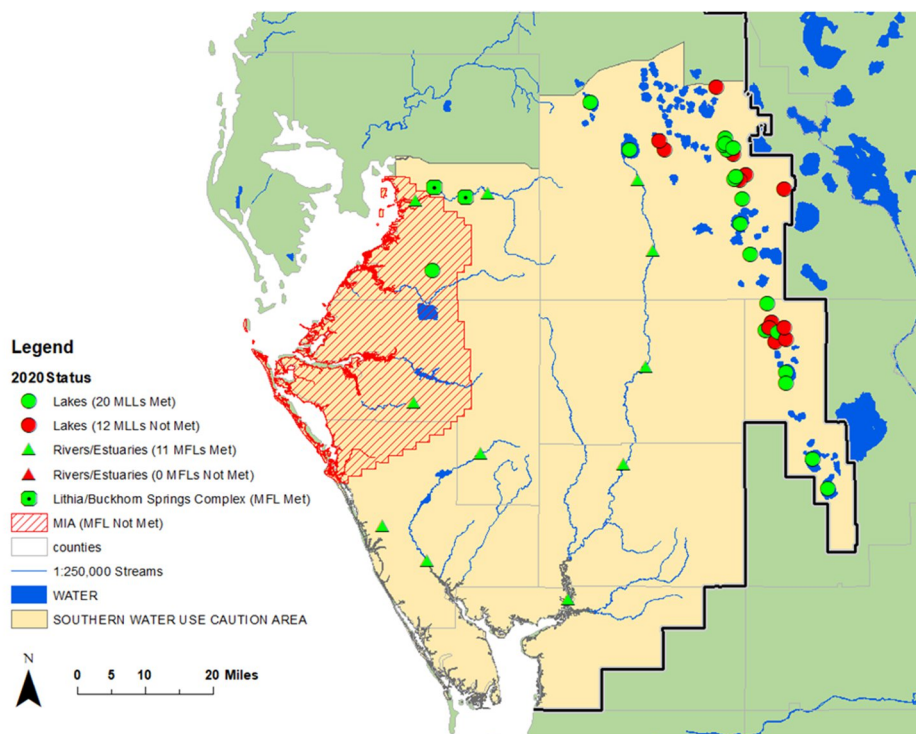 Legend
2020 Status
Lakes (20 MLLs Met)
Lakes (12 MLLs Not Met)
Rivers/Estuaries (11 MFLs Met)
Rivers/Estuaries (0 MFLs Not Met)
Lithia/Buckhorn Springs Complex (MFL Met)
MIA (MFL Not Met)
counties
1:250,000 Streams
WATER
SOUTHERN WATER USE CAUTION AREA
N
0 5 10 20 Miles